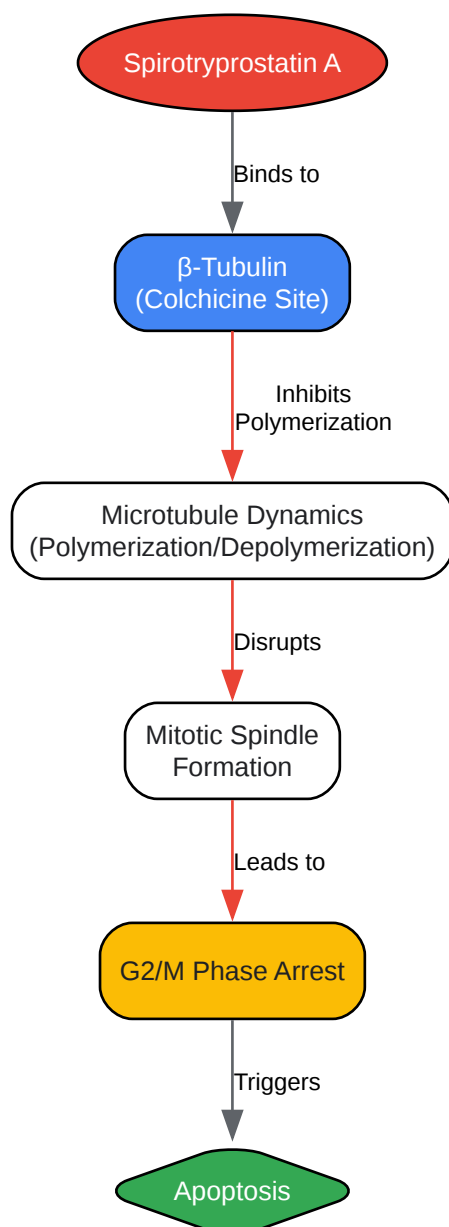 Spirotryprostatin A
Binds to
β-Tubulin
(Colchicine Site)
Inhibits
Polymerization
Microtubule Dynamics
(Polymerization/Depolymerization)
Disrupts
Mitotic Spindle
Formation
Leads to
G2/M Phase Arrest
Triggers
Apoptosis